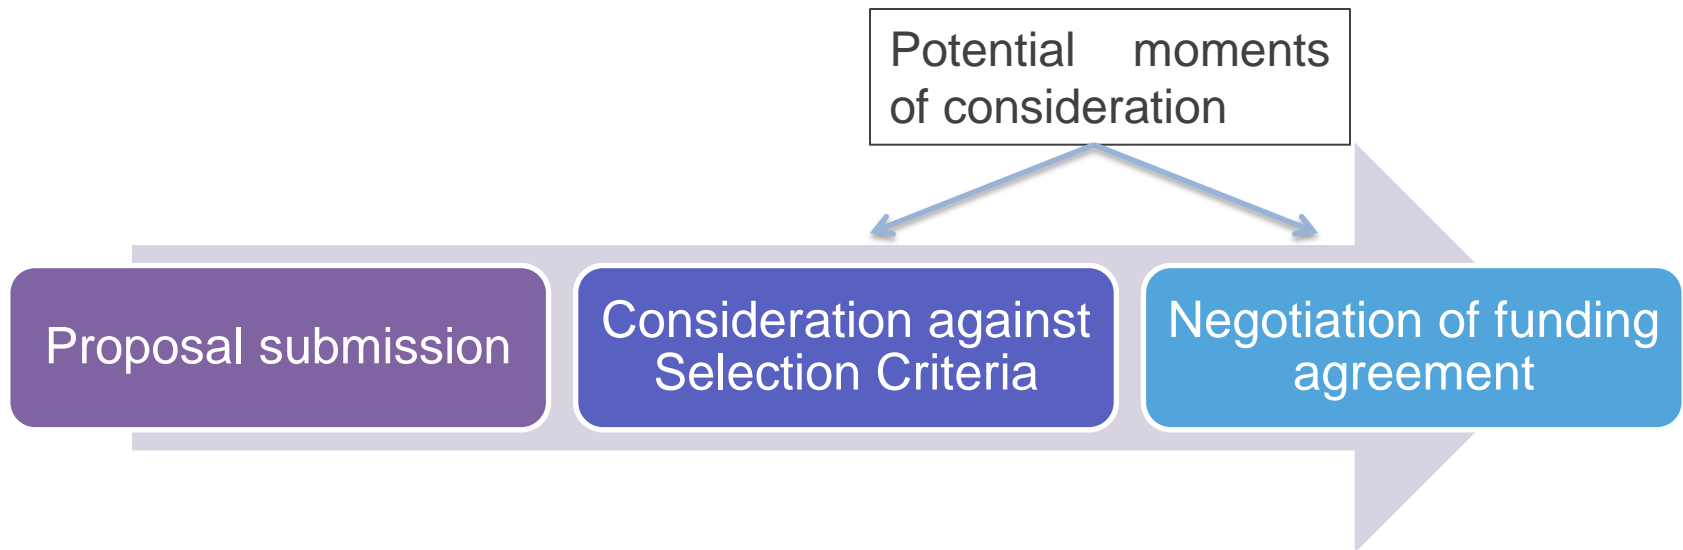 Potential moments
of consideration
Proposal submission
Consideration against
Selection Criteria
Negotiation of funding
agreement